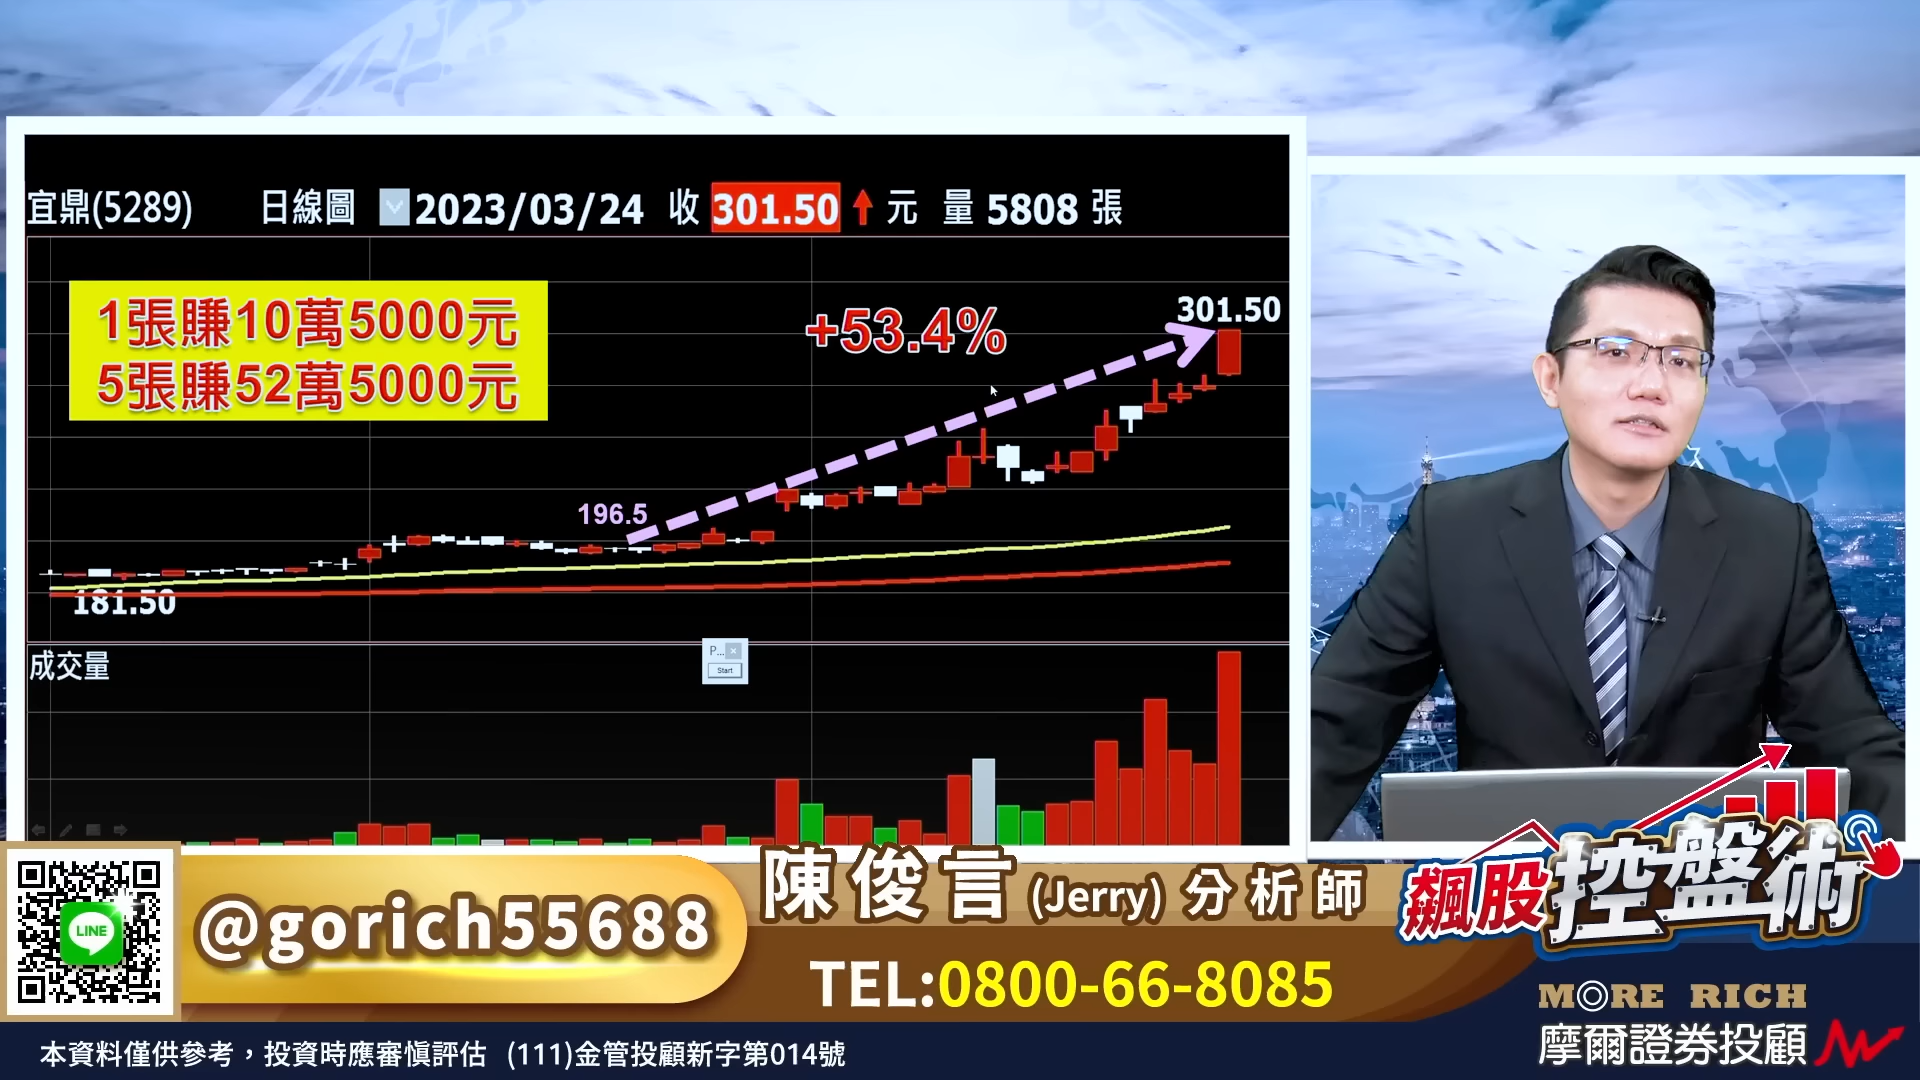 宜鼎(5289) 日線圖 2023/03/24 收 301.50 元 量 5808 張
1張賺10萬5000元
5張賺52萬5000元
+53.4%
301.50
196.5
181.50
P...
Start
成交量
LINE
@gorich55688
陳俊言(Jerry)分析師
TEL:0800-66-8085
飆股控盤術
MORE RICH
摩爾證券投顧
本資料僅供參考，投資時應審慎評估 (111)金管投顧新字第014號